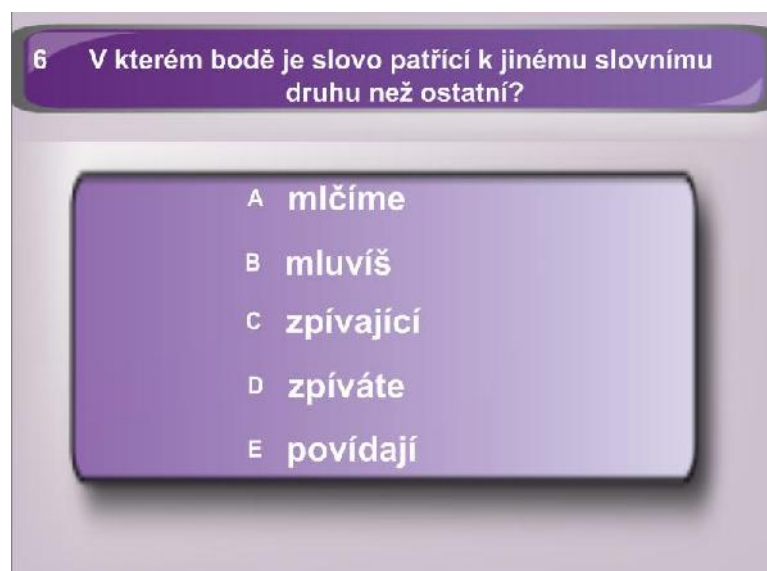 6 V kterém bodě je slovo patřící k jinému slovnímu
druhu než ostatní?
A mlčíme
B mluvíš
C zpívající
D zpíváte
E povídají